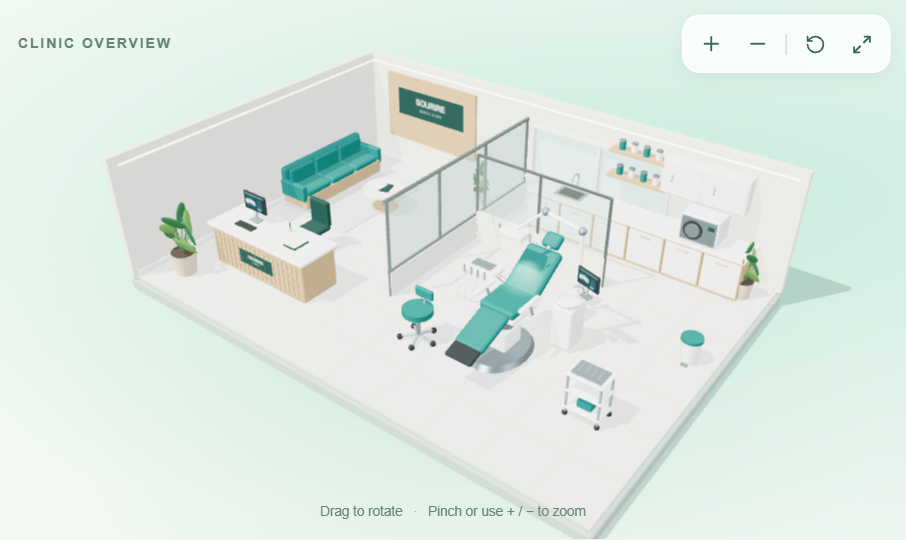 CLINIC OVERVIEW
SOURIRE
Drag to rotate · Pinch or use + / − to zoom